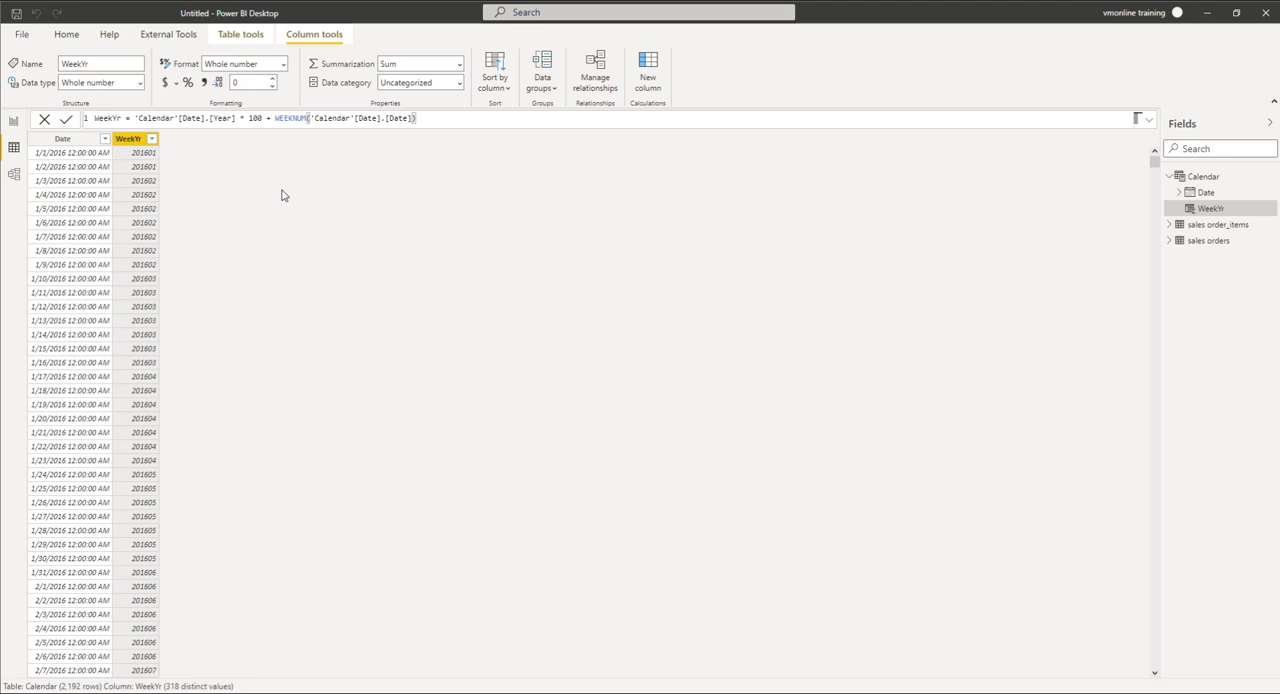 Untitled - Power BI Desktop
Search
vmonline training
File Home Help External Tools Table tools Column tools
Name WeekYr
Data type Whole number
Structure
Format Whole number
$ % 0
Formatting
Summarization Sum
Data category Uncategorized
Properties
Sort by column
Sort
Data groups
Groups
Manage relationships
Relationships
New column
Calculations
1 WeekYr = 'Calendar'[Date].[Year] * 100 + WEEKNUM('Calendar'[Date].[Date])
Date WeekYr
1/1/2016 12:00:00 AM 201601
1/2/2016 12:00:00 AM 201601
1/3/2016 12:00:00 AM 201602
1/4/2016 12:00:00 AM 201602
1/5/2016 12:00:00 AM 201602
1/6/2016 12:00:00 AM 201602
1/7/2016 12:00:00 AM 201602
1/8/2016 12:00:00 AM 201602
1/9/2016 12:00:00 AM 201602
1/10/2016 12:00:00 AM 201603
1/11/2016 12:00:00 AM 201603
1/12/2016 12:00:00 AM 201603
1/13/2016 12:00:00 AM 201603
1/14/2016 12:00:00 AM 201603
1/15/2016 12:00:00 AM 201603
1/16/2016 12:00:00 AM 201603
1/17/2016 12:00:00 AM 201604
1/18/2016 12:00:00 AM 201604
1/19/2016 12:00:00 AM 201604
1/20/2016 12:00:00 AM 201604
1/21/2016 12:00:00 AM 201604
1/22/2016 12:00:00 AM 201604
1/23/2016 12:00:00 AM 201604
1/24/2016 12:00:00 AM 201605
1/25/2016 12:00:00 AM 201605
1/26/2016 12:00:00 AM 201605
1/27/2016 12:00:00 AM 201605
1/28/2016 12:00:00 AM 201605
1/29/2016 12:00:00 AM 201605
1/30/2016 12:00:00 AM 201605
1/31/2016 12:00:00 AM 201606
2/1/2016 12:00:00 AM 201606
2/2/2016 12:00:00 AM 201606
2/3/2016 12:00:00 AM 201606
2/4/2016 12:00:00 AM 201606
2/5/2016 12:00:00 AM 201606
2/6/2016 12:00:00 AM 201606
2/7/2016 12:00:00 AM 201607
Fields
Search
Calendar
Date
WeekYr
sales order_items
sales orders
Table: Calendar (2,192 rows) Column: WeekYr (318 distinct values)